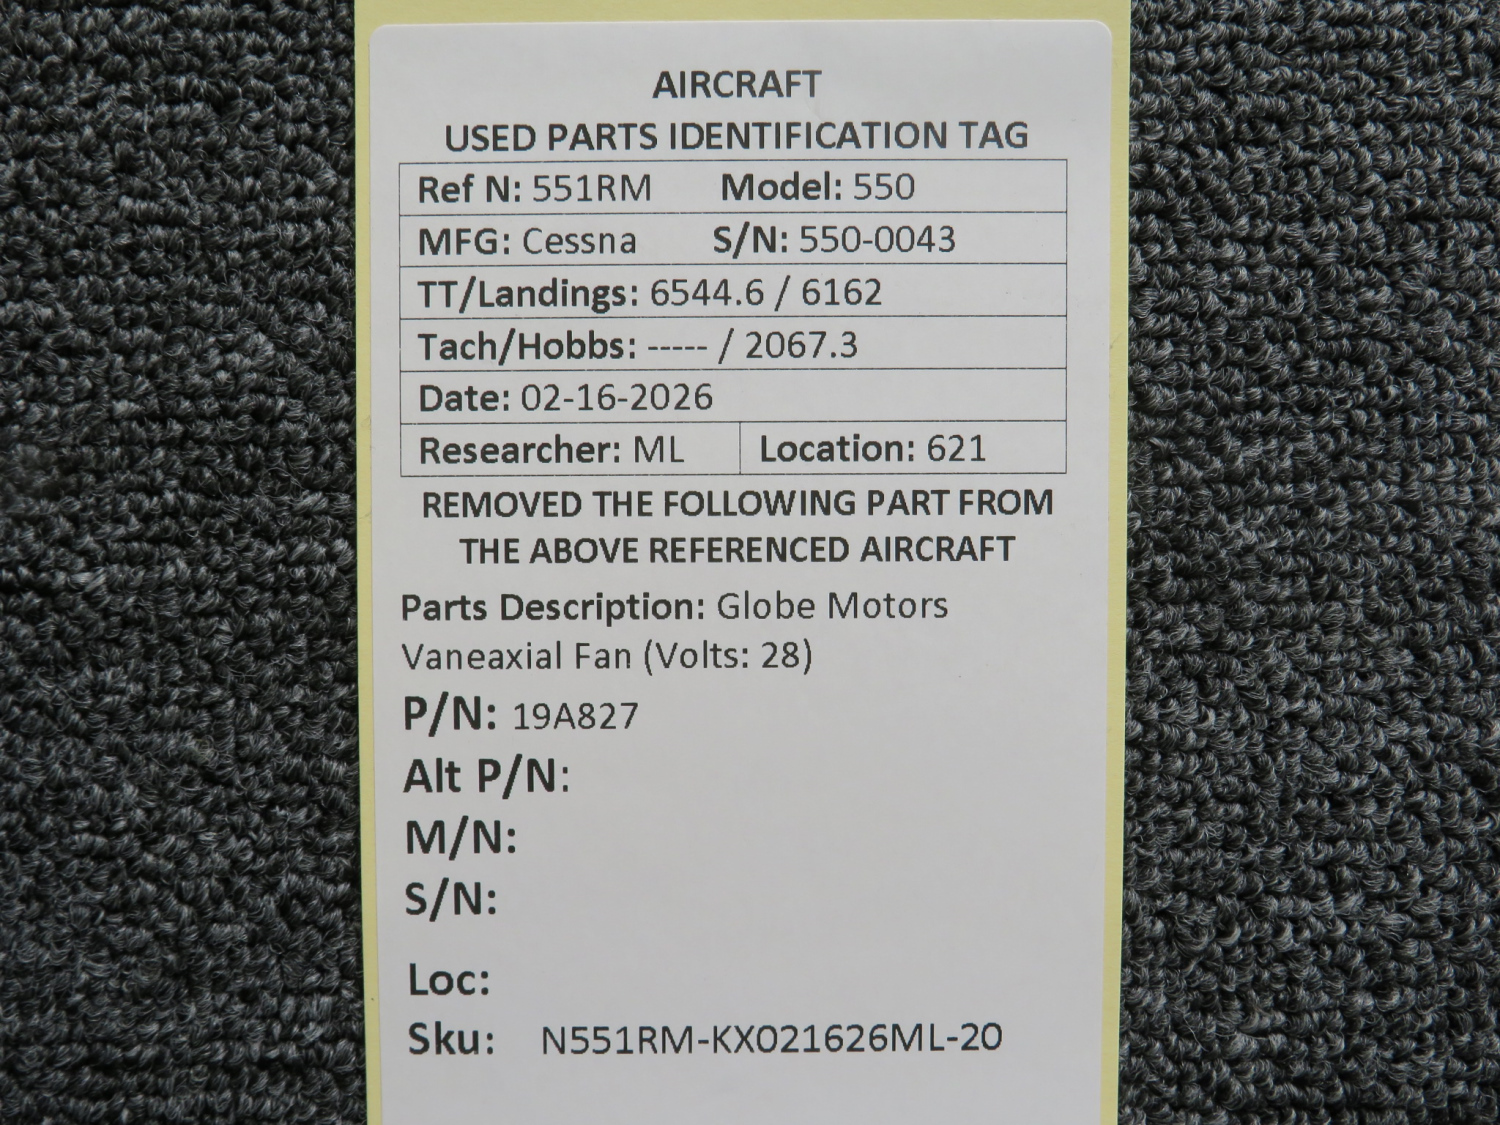 AIRCRAFT
USED PARTS IDENTIFICATION TAG
Ref N: 551RM Model: 550
MFG: Cessna S/N: 550-0043
TT/Landings: 6544.6 / 6162
Tach/Hobbs: ----- / 2067.3
Date: 02-16-2026
Researcher: ML Location: 621
REMOVED THE FOLLOWING PART FROM
THE ABOVE REFERENCED AIRCRAFT
Parts Description: Globe Motors
Vaneaxial Fan (Volts: 28)
P/N: 19A827
Alt P/N:
M/N:
S/N:
Loc:
Sku: N551RM-KX021626ML-20